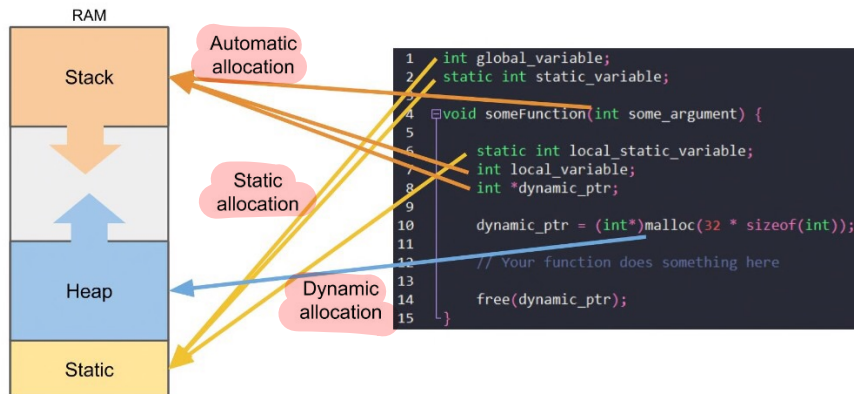 RAM
Stack
Heap
Static
Automatic
allocation
Static
allocation
Dynamic
allocation
1 int global_variable;
2 static int static_variable;
3
4 void someFunction(int some_argument) {
5
6 static int local_static_variable;
7 int local_variable;
8 int *dynamic_ptr;
9
10 dynamic_ptr = (int*)malloc(32 * sizeof(int));
11
12 // Your function does something here
13
14 free(dynamic_ptr);
15 }